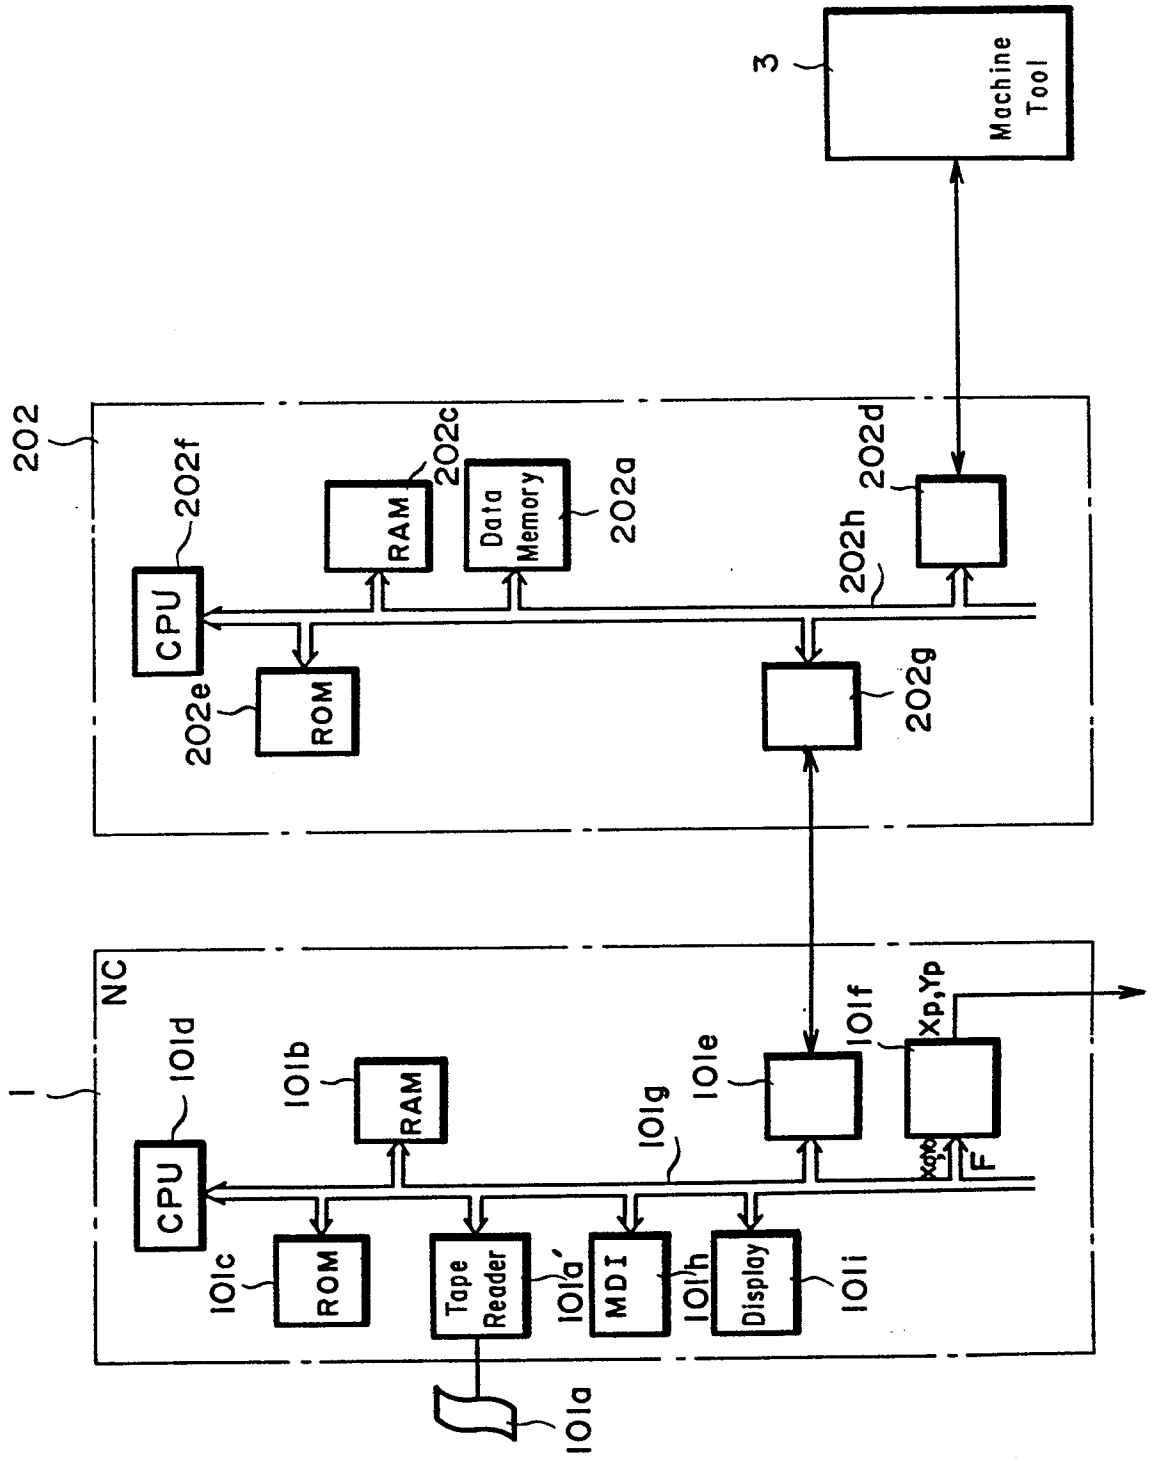 1
NC
101d
CPU
101c
ROM
101b
RAM
Tape
Reader
101a'
101a
MDI
101h
Display
101i
101g
101e
101f
Xp,Yp
F
202
202f
CPU
202e
ROM
RAM
202c
Data
Memory
202a
202h
202g
202d
3
Machine
Tool